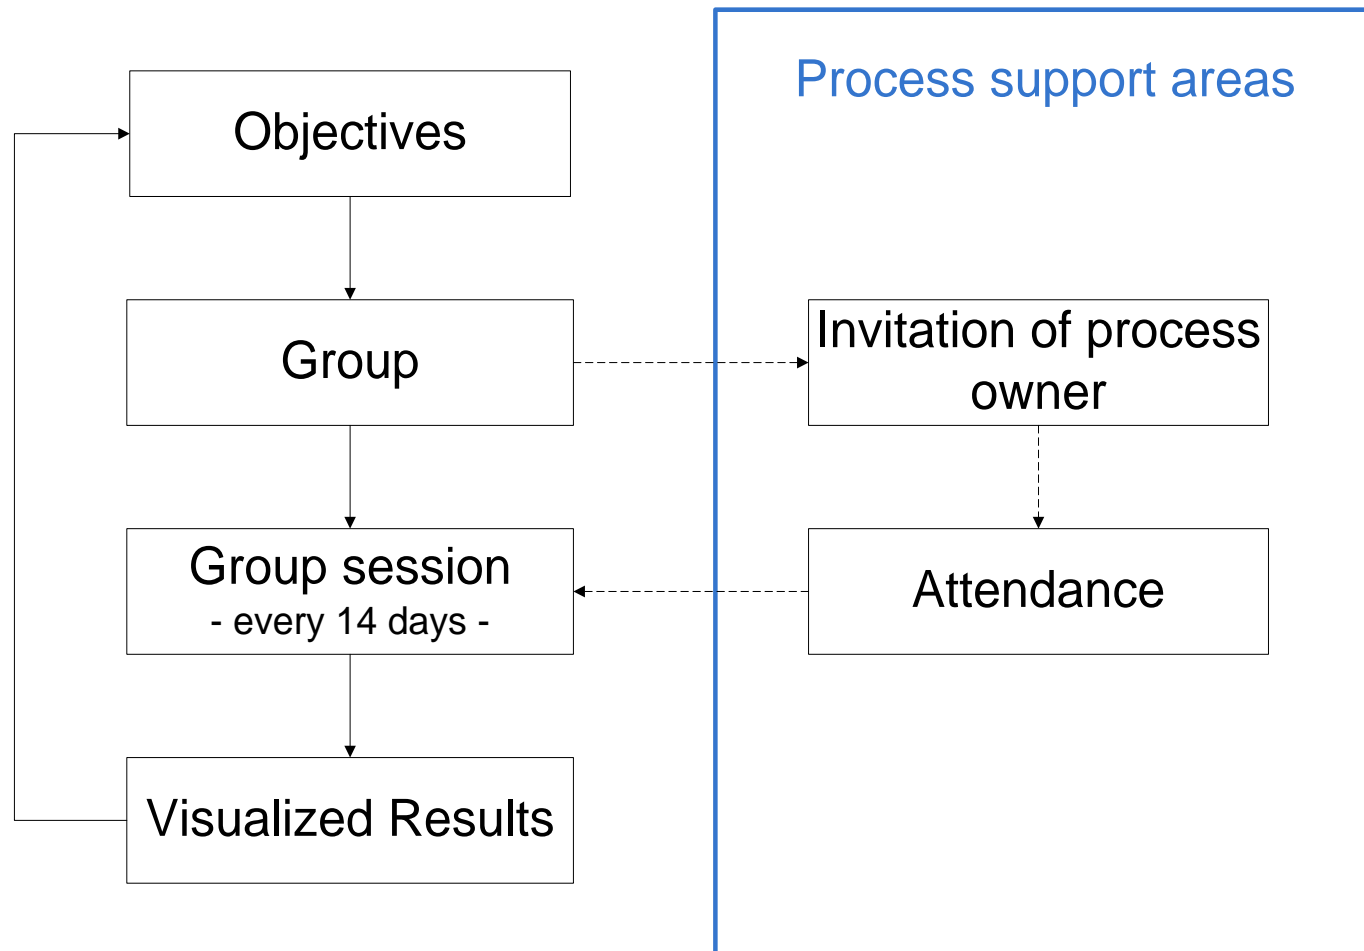 Process support areas
Objectives
Group
Invitation of process
owner
Group session
- every 14 days -
Attendance
Visualized Results